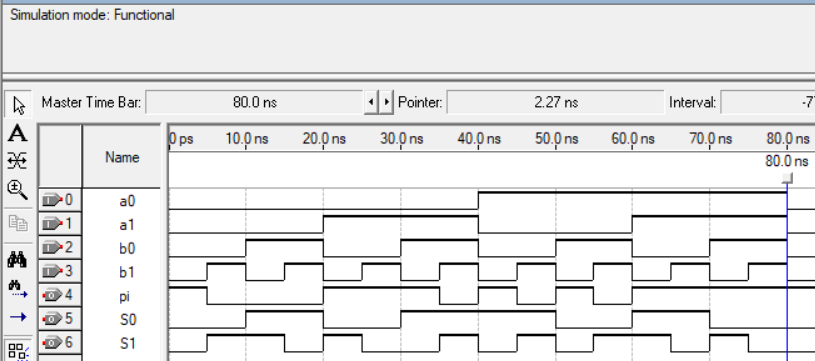 Simulation mode: Functional
Master Time Bar: 80.0 ns Pointer: 2.27 ns Interval: -7
A
Name
0 ps 10.0 ns 20.0 ns 30.0 ns 40.0 ns 50.0 ns 60.0 ns 70.0 ns 80.0 ns
80.0 ns
0 a0
1 a1
2 b0
3 b1
4 pi
5 S0
6 S1